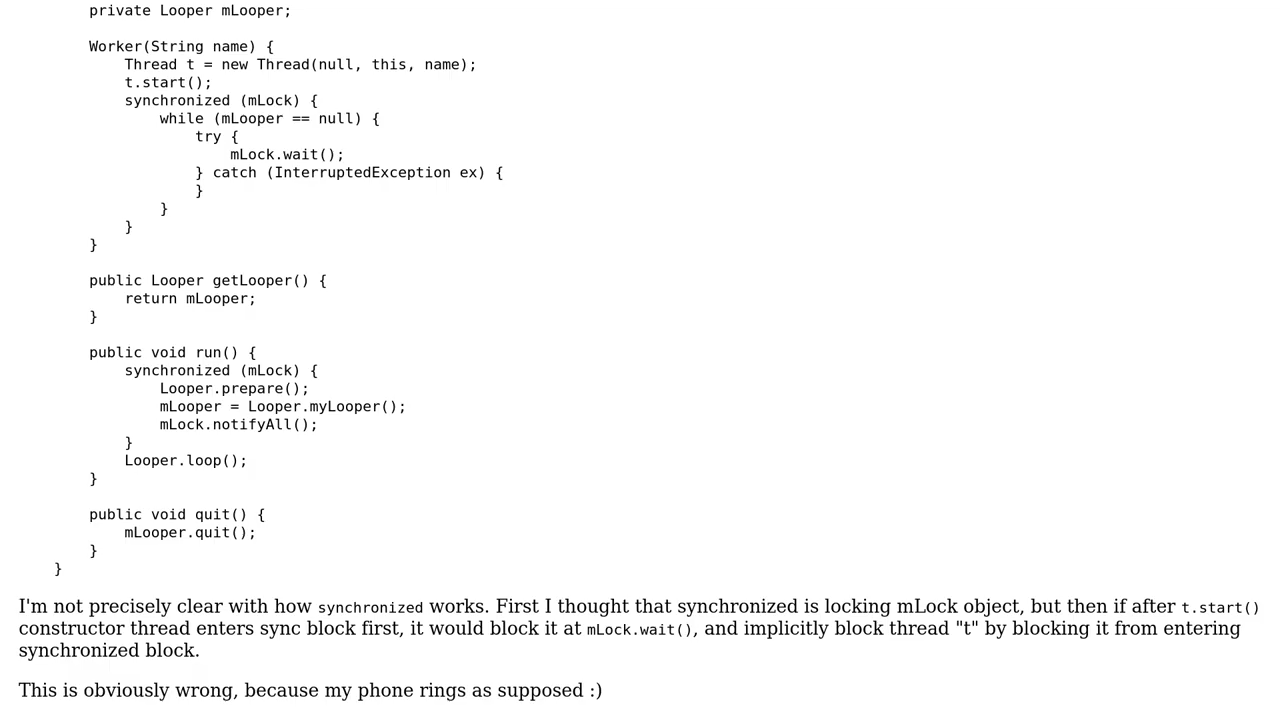 private Looper mLooper;
Worker(String name) {
Thread t = new Thread(null, this, name);
t.start();
synchronized (mLock) {
while (mLooper == null) {
try {
mLock.wait();
} catch (InterruptedException ex) {
}
}
}
}
public Looper getLooper() {
return mLooper;
}
public void run() {
synchronized (mLock) {
Looper.prepare();
mLooper = Looper.myLooper();
mLock.notifyAll();
}
Looper.loop();
}
public void quit() {
mLooper.quit();
}
}
I'm not precisely clear with how synchronized works. First I thought that synchronized is locking mLock object, but then if after t.start()
constructor thread enters sync block first, it would block it at mLock.wait(), and implicitly block thread "t" by blocking it from entering
synchronized block.
This is obviously wrong, because my phone rings as supposed :)